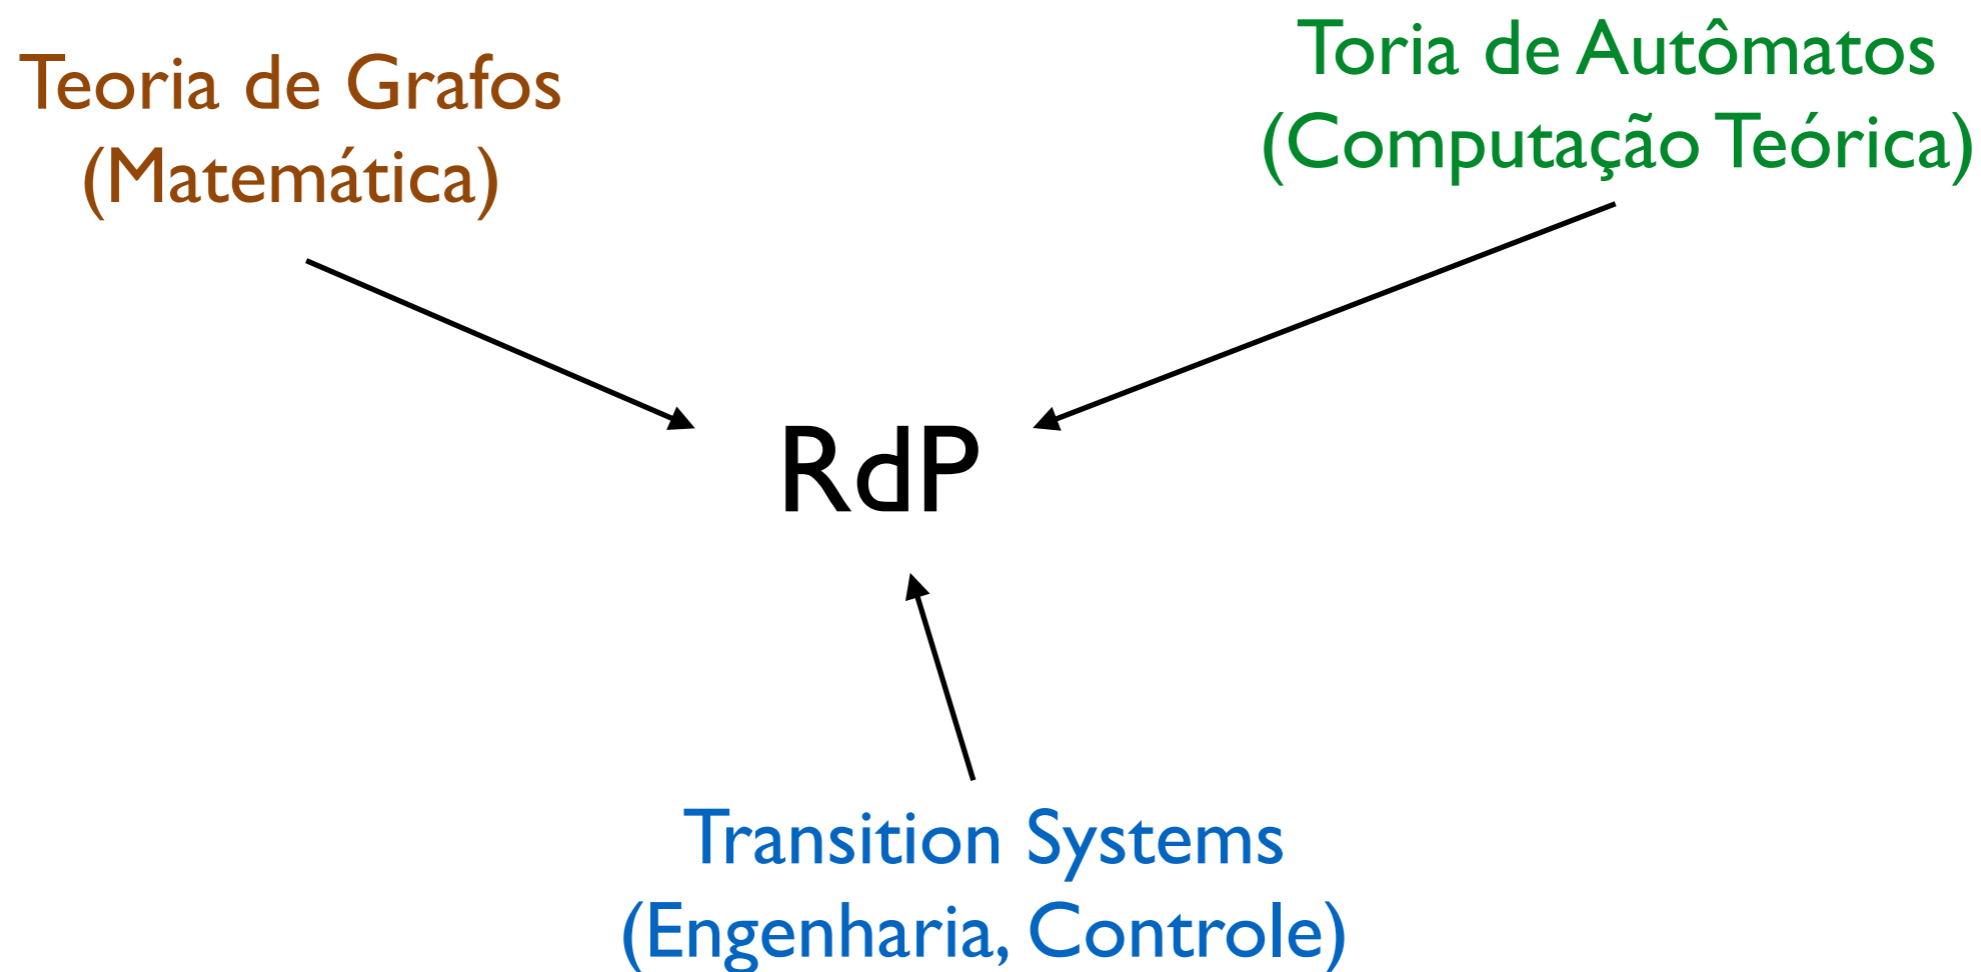 Teoria de Grafos
(Matemática)
Toria de Autômatos
(Computação Teórica)
RdP
Transition Systems
(Engenharia, Controle)